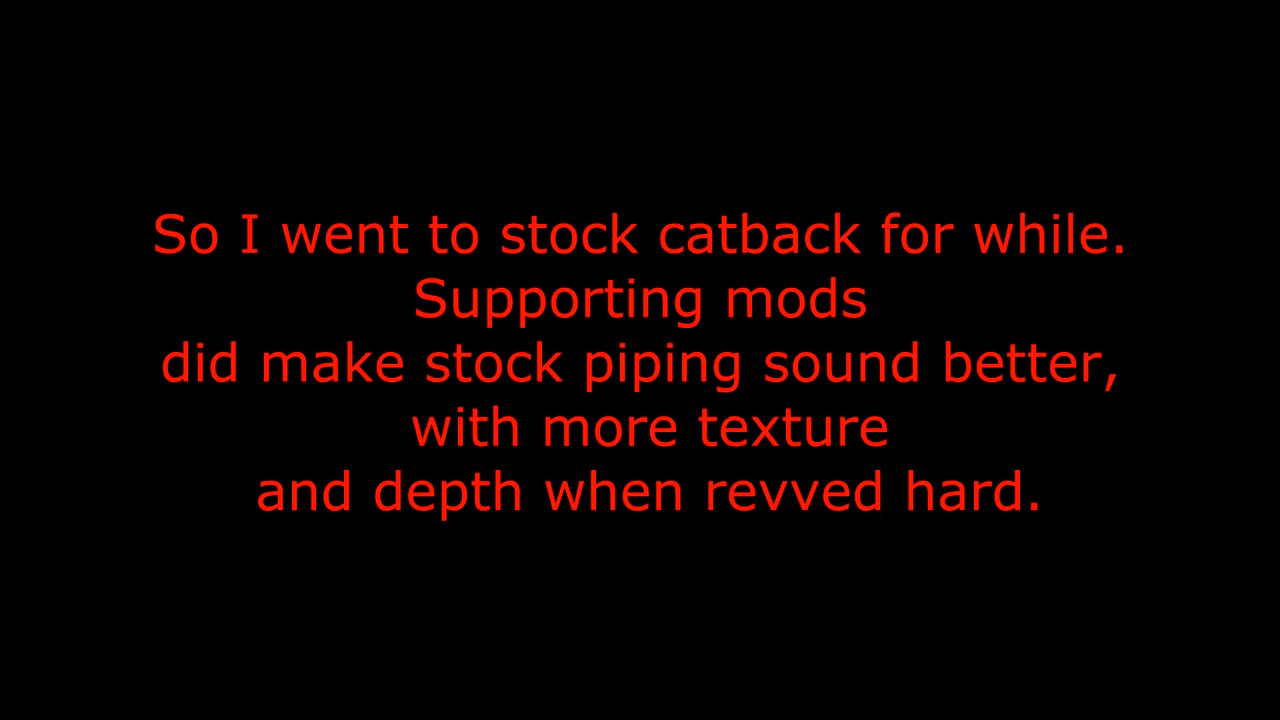 So I went to stock catback for while.
Supporting mods
did make stock piping sound better,
with more texture
and depth when revved hard.